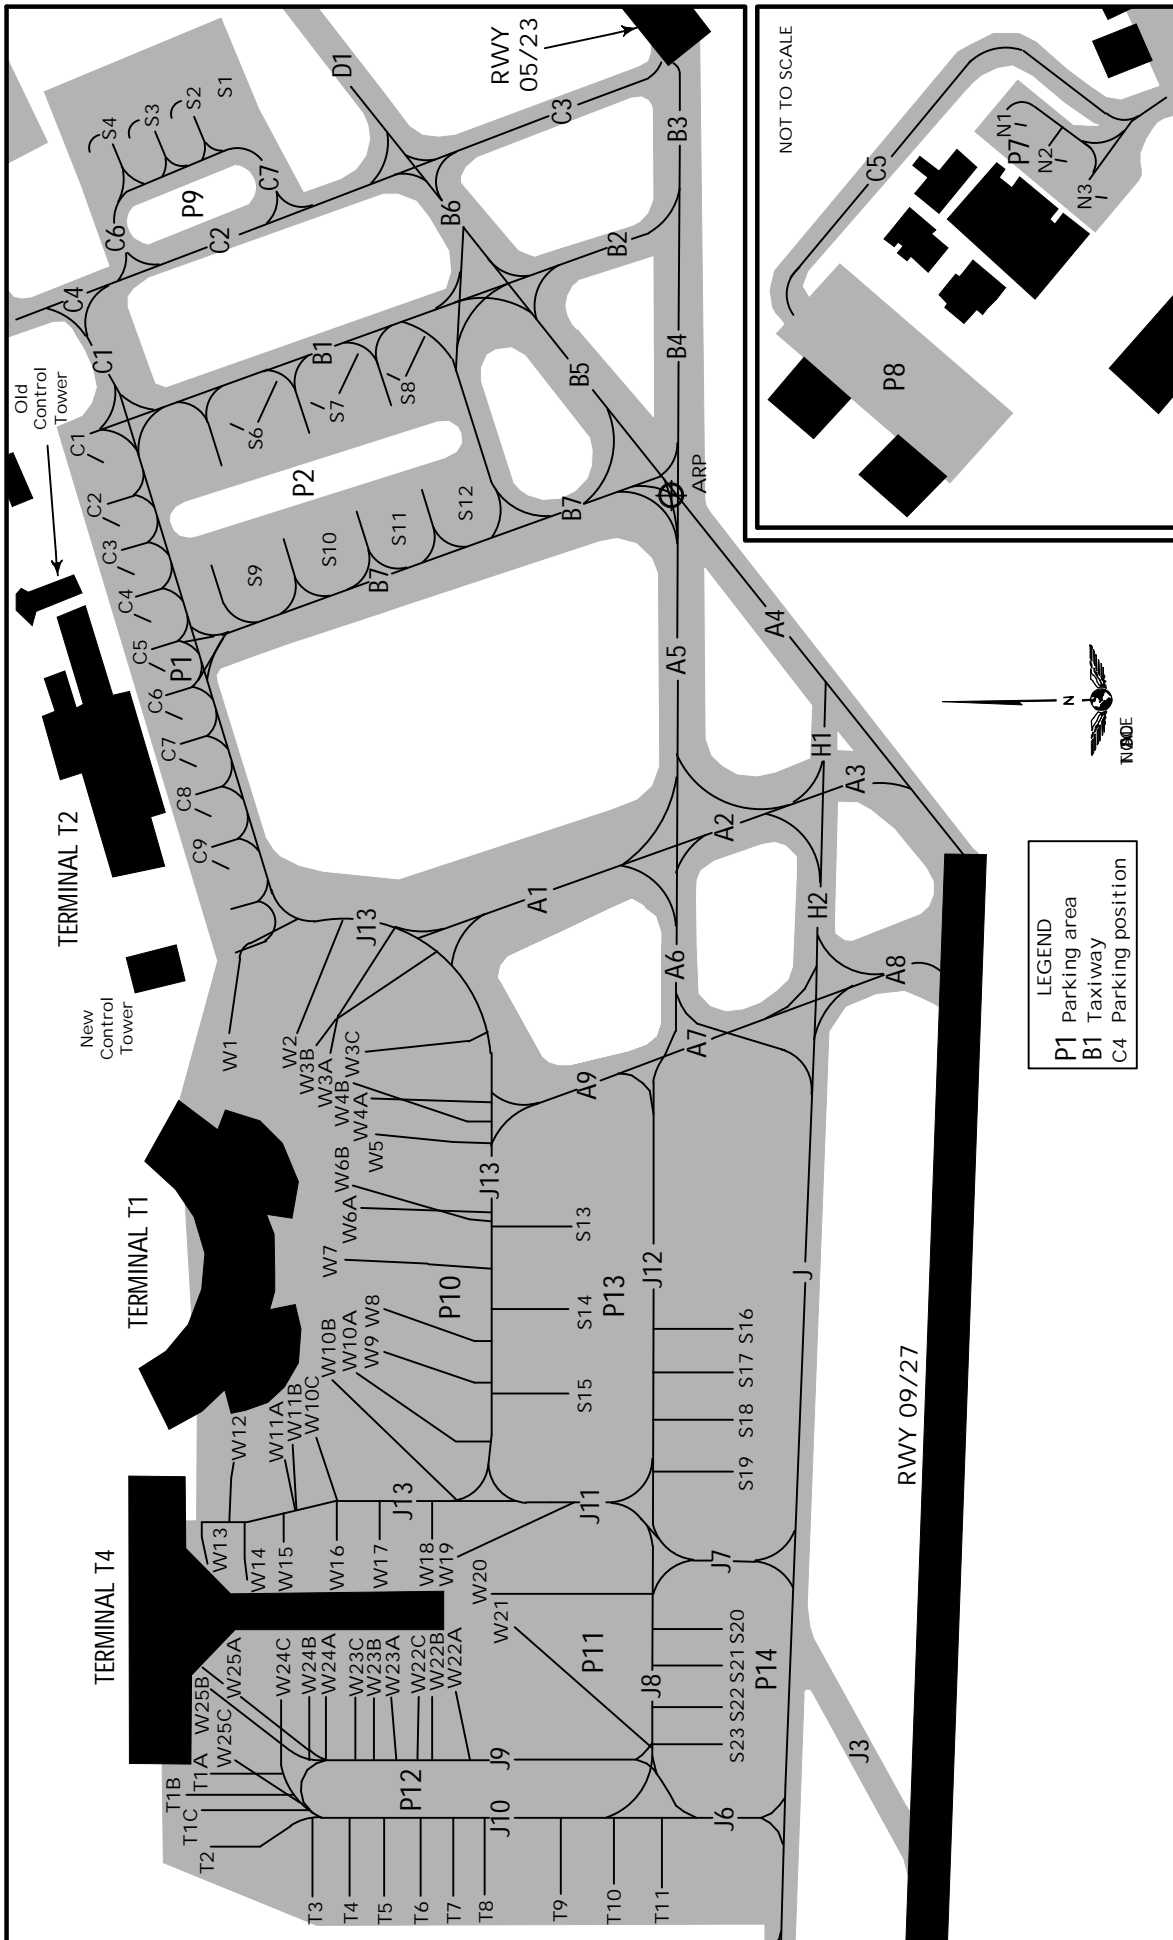 RWY
05/23
NOT TO SCALE
D1
S4
S3
S2
S1
C3
B3
C7
P9
C6
C2
B6
B2
C5
P7
N1
N2
N3
C4
C1
B1
B4
B5
P8
Old
Control
Tower
S8
S7
S6
P2
C1
C2
C3
C4
C5
C6
C7
C8
C9
P1
S9
S10
S11
S12
B7
B7
ARP
A5
A4
TERMINAL T2
N
H1
A3
A2
H2
A1
J13
A6
A8
A7
A9
LEGEND
P1 Parking area
B1 Taxiway
C4 Parking position
New
Control
Tower
W1
W2
W3B
W3A
W3C
W4B
W4A
W5
W6B
W6A
W7
J13
S13
TERMINAL T1
P10
P13
J12
J
S14
S15
W8
W9
W10A
W10B
W10C
W11B
W11A
W12
S16
S17
S18
S19
RWY 09/27
TERMINAL T4
W13
W14
W15
W16
W17
W18
W19
J13
J11
J7
W20
W21
P11
S20
S21
S22
S23
P14
J8
J3
W25A
W25B
W25C
W24C
W24B
W24A
W23C
W23B
W23A
W22C
W22B
W22A
J9
P12
J10
J6
T1A
T1B
T1C
T2
T3
T4
T5
T6
T7
T8
T9
T10
T11